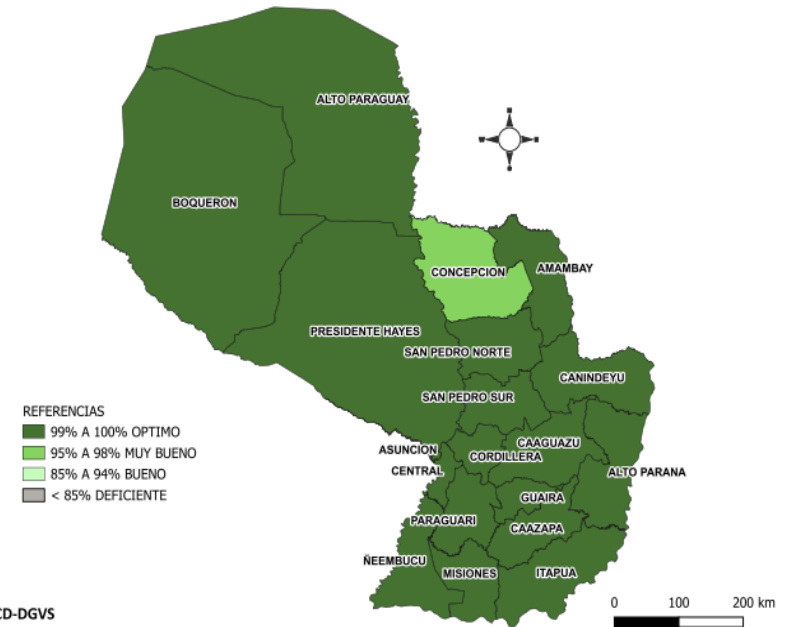 ALTO PARAGUAY
BOQUERON
CONCEPCION
AMAMBAY
PRESIDENTE HAYES
SAN PEDRO NORTE
CANINDEYU
SAN PEDRO SUR
REFERENCIAS
99% A 100% OPTIMO
95% A 98% MUY BUENO
85% A 94% BUENO
< 85% DEFICIENTE
ASUNCION
CAAGUAZU
CORDILLERA
CENTRAL
ALTO PARANA
GUAIRA
PARAGUARI
CAAZAPA
ÑEEMBUCU
MISIONES
ITAPUA
CD-DGVS
0 100 200 km